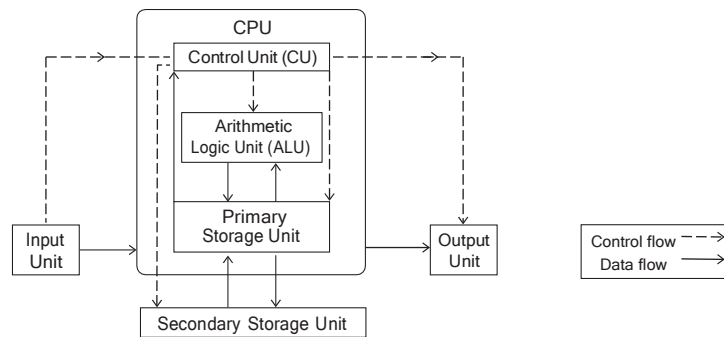 CPU
Control Unit (CU)
Arithmetic
Logic Unit (ALU)
Primary
Storage Unit
Input
Unit
Output
Unit
Secondary Storage Unit
Control flow
Data flow